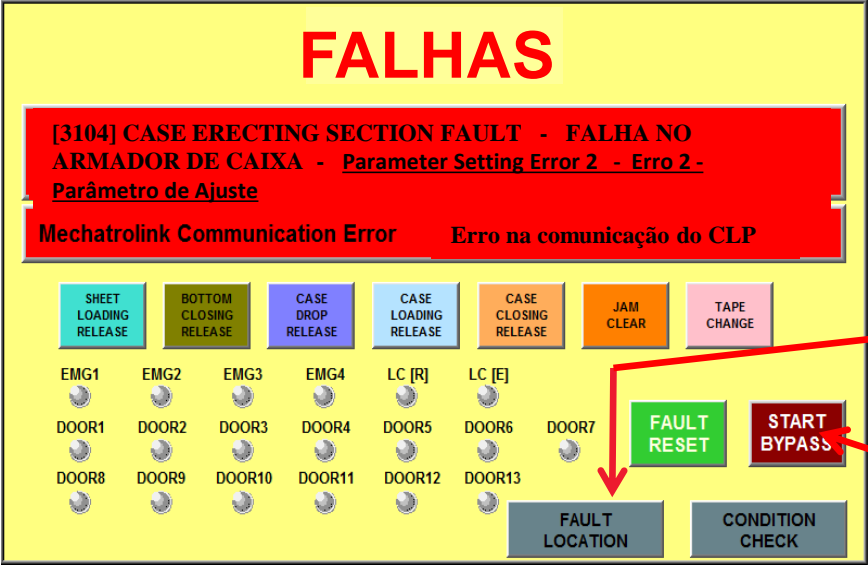 FALHAS
[3104] CASE ERECTING SECTION FAULT - FALHA NO
ARMADOR DE CAIXA - Parameter Setting Error 2 - Erro 2 -
Parâmetro de Ajuste
Mechatrolink Communication Error Erro na comunicação do CLP
SHEET LOADING RELEASE
BOTTOM CLOSING RELEASE
CASE DROP RELEASE
CASE LOADING RELEASE
CASE CLOSING RELEASE
JAM CLEAR
TAPE CHANGE
EMG1 EMG2 EMG3 EMG4 LC [R] LC [E]
DOOR1 DOOR2 DOOR3 DOOR4 DOOR5 DOOR6 DOOR7
FAULT RESET
START BYPASS
DOOR8 DOOR9 DOOR10 DOOR11 DOOR12 DOOR13
FAULT LOCATION
CONDITION CHECK